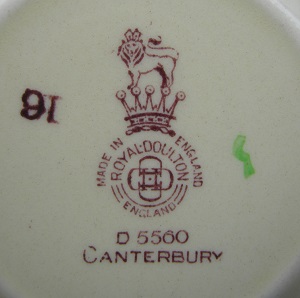 16
MADE IN ENGLAND
ROYAL·DOULTON
ENGLAND
D 5560
CANTERBURY